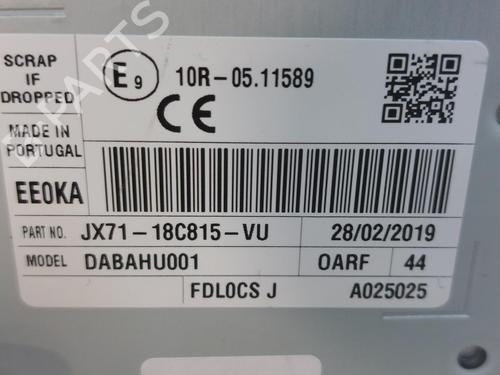 SCRAP
IF
DROPPED
E9 10R-05.11589
CE
MADE IN
PORTUGAL
EE0KA
PART NO. JX71-18C815-VU 28/02/2019
MODEL DABAHU001 OARF 44
FDL0CS J A025025
PARTS